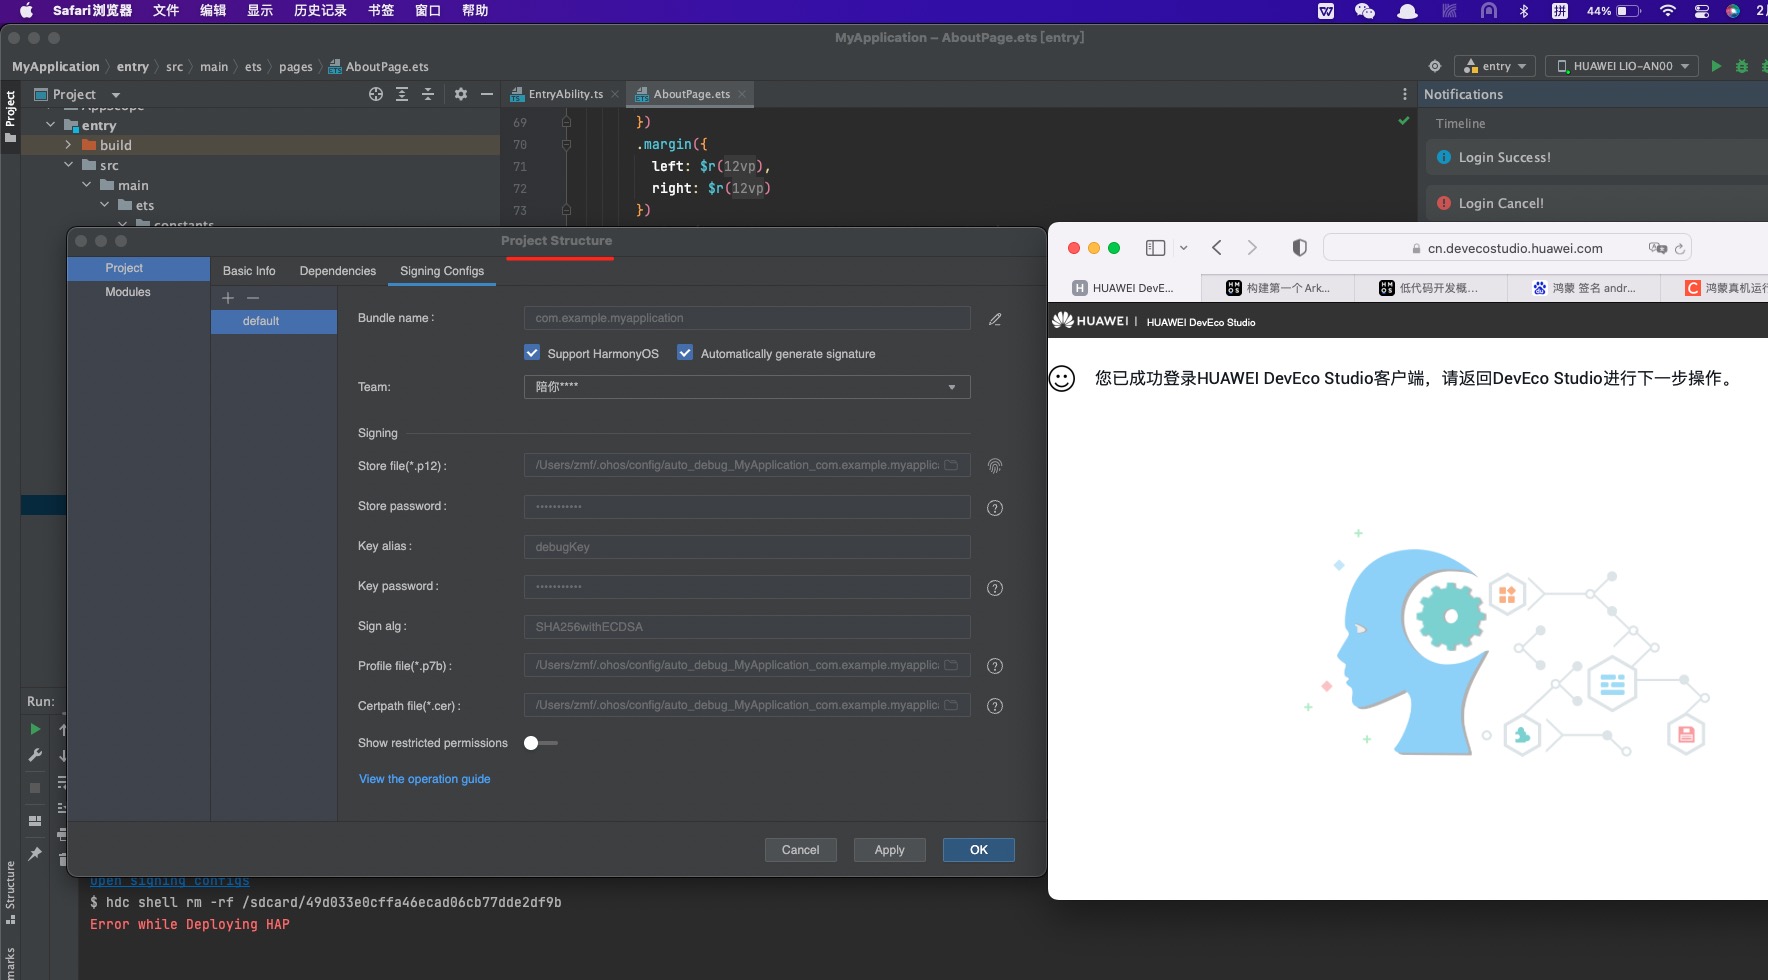 Safari浏览器 文件 编辑 显示 历史记录 书签 窗口 帮助 拼 44%
MyApplication – AboutPage.ets [entry]
MyApplication entry src main ets pages AboutPage.ets
entry HUAWEI LIO-AN00
Project
Project
AppScope
entry
build
src
main
ets
constants
EntryAbility.ts
AboutPage.ets
69 })
70 .margin({
71 left: $r(12vp),
72 right: $r(12vp)
73 })
Notifications
Timeline
Login Success!
Login Cancel!
Project Structure
Project
Modules
Basic Info Dependencies Signing Configs
default
Bundle name: com.example.myapplication
Support HarmonyOS Automatically generate signature
Team: 陪你****
Signing
Store file(*.p12): /Users/zmf/.ohos/config/auto_debug_MyApplication_com.example.myapplic
Store password:
Key alias: debugKey
Key password:
Sign alg: SHA256withECDSA
Profile file(*.p7b): /Users/zmf/.ohos/config/auto_debug_MyApplication_com.example.myapplic
Certpath file(*.cer): /Users/zmf/.ohos/config/auto_debug_MyApplication_com.example.myapplic
Show restricted permissions
View the operation guide
Cancel Apply OK
cn.devecostudio.huawei.com
HUAWEI DevE... 构建第一个Ark... 低代码开发概... 鸿蒙 签名 andr... 鸿蒙真机运行
HUAWEI | HUAWEI DevEco Studio
您已成功登录HUAWEI DevEco Studio客户端，请返回DevEco Studio进行下一步操作。
Run:
Structure
marks
Open signing configs
$ hdc shell rm -rf /sdcard/49d033e0cffa46ecad06cb77dde2df9b
Error while Deploying HAP